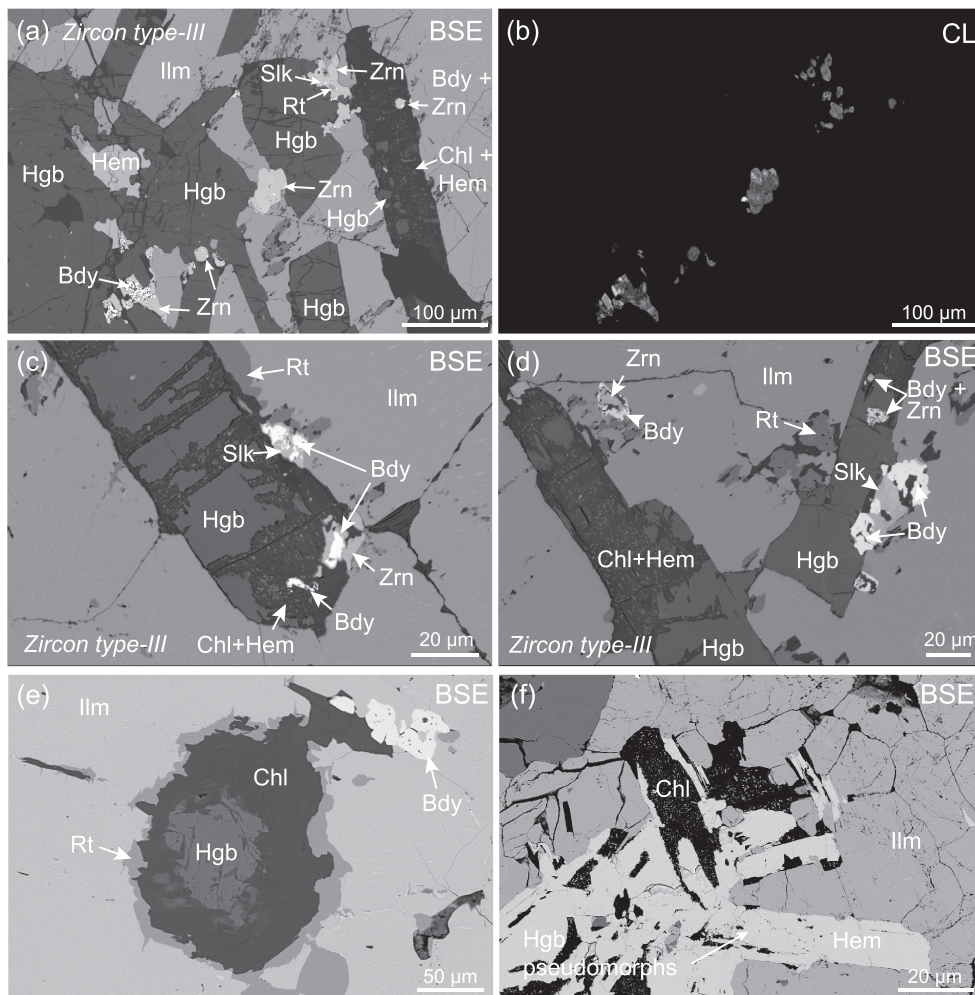 (a) Zircon type-III BSE
Ilm
Slk
Zrn
Rt
Bdy +
Zrn
Hgb
Hem
Hgb
Hgb
Zrn
Chl +
Hem
Hgb
Bdy
Zrn
Hgb
100 µm
(b) CL
100 µm
(c) BSE
Rt
Ilm
Slk
Bdy
Hgb
Zrn
Bdy
Zircon type-III
Chl+Hem
20 µm
(d) BSE
Zrn
Ilm
Bdy +
Zrn
Bdy
Rt
Slk
Bdy
Chl+Hem
Hgb
Zircon type-III
Hgb
20 µm
(e) BSE
Ilm
Chl
Bdy
Rt
Hgb
50 µm
(f) BSE
Chl
Ilm
Hgb
pseudomorphs
Hem
20 µm